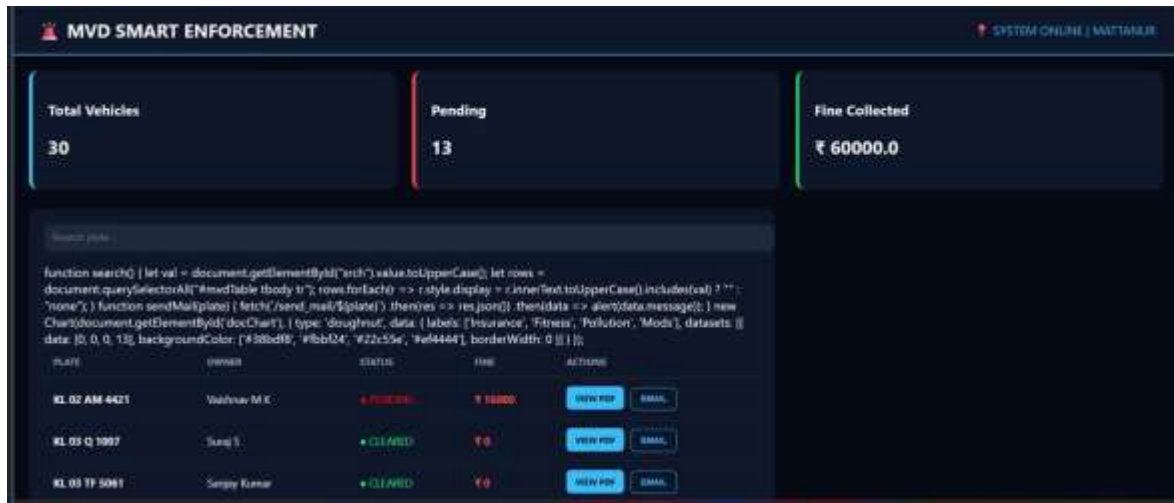 MVD SMART ENFORCEMENT
SYSTEM ONLINE | MATTANUR
Total Vehicles
30
Pending
13
Fine Collected
₹ 60000.0
Search plate...
function search() { let val = document.getElementById("srch").value.toUpperCase(); let rows =
document.querySelectorAll("#mvdTable tbody tr"); rows.forEach(r => r.style.display = r.innerText.toUpperCase().includes(val) ? "" :
"none"); } function sendMail(plate) { fetch(`/send_mail/${plate}`) .then(res => res.json()) .then(data => alert(data.message)); } new
Chart(document.getElementById('docChart'), { type: 'doughnut', data: { labels: ['Insurance', 'Fitness', 'Pollution', 'Mods'], datasets: [{
data: [0, 0, 0, 13], backgroundColor: ['#38bdf8', '#fbbf24', '#22c55e', '#ef4444'], borderWidth: 0 }] } });
PLATE OWNER STATUS FINE ACTIONS
KL 02 AM 4421 Vaishnav M K ● PENDING ₹ 16000 VIEW PDF EMAIL
KL 03 Q 1007 Suraj S ● CLEARED ₹ 0 VIEW PDF EMAIL
KL 03 TF 5061 Sanjay Kumar ● CLEARED ₹ 0 VIEW PDF EMAIL